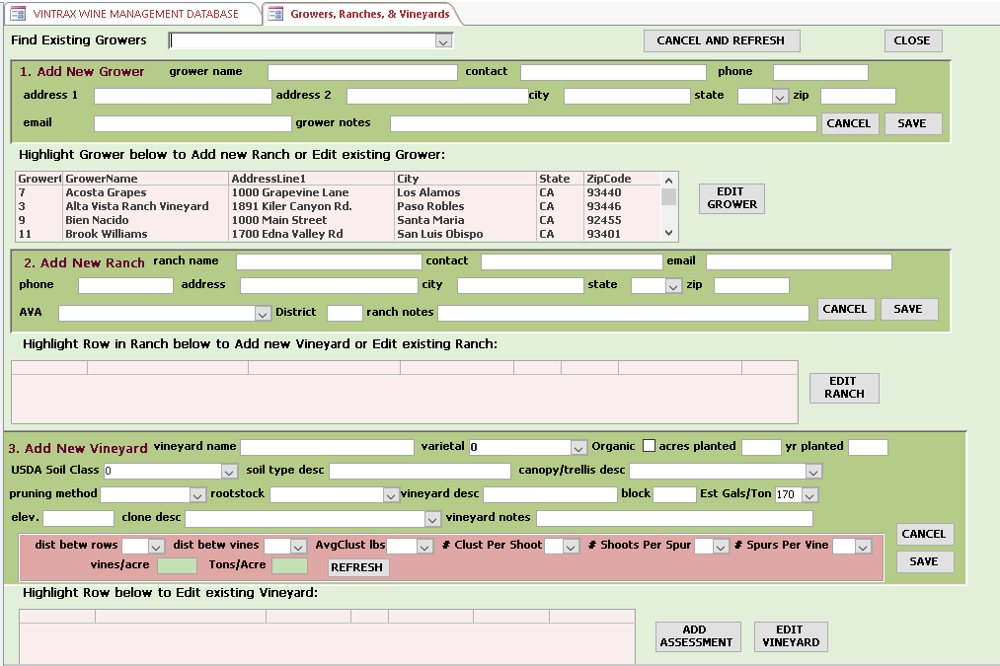 VINTRAX WINE MANAGEMENT DATABASE Growers, Ranches, & Vineyards
Find Existing Growers CANCEL AND REFRESH CLOSE
1. Add New Grower grower name contact phone
address 1 address 2 city state zip
email grower notes CANCEL SAVE
Highlight Grower below to Add new Ranch or Edit existing Grower:
GrowerName AddressLine1 City State ZipCode
7 Acosta Grapes 1000 Grapevine Lane Los Alamos CA 93440
3 Alta Vista Ranch Vineyard 1891 Kiler Canyon Rd. Paso Robles CA 93446
9 Bien Nacido 1000 Main Street Santa Maria CA 92455
11 Brook Williams 1700 Edna Valley Rd San Luis Obispo CA 93401
EDIT
GROWER
2. Add New Ranch ranch name contact email
phone address city state zip
AVA District ranch notes CANCEL SAVE
Highlight Row in Ranch below to Add new Vineyard or Edit existing Ranch:
EDIT
RANCH
3. Add New Vineyard vineyard name varietal 0 Organic acres planted yr planted
USDA Soil Class 0 soil type desc canopy/trellis desc
pruning method rootstock vineyard desc block Est Gals/Ton 170
elev. clone desc vineyard notes
dist betw rows dist betw vines AvgClust lbs # Clust Per Shoot # Shoots Per Spur # Spurs Per Vine
vines/acre Tons/Acre REFRESH
CANCEL
SAVE
Highlight Row below to Edit existing Vineyard:
ADD
ASSESSMENT
EDIT
VINEYARD